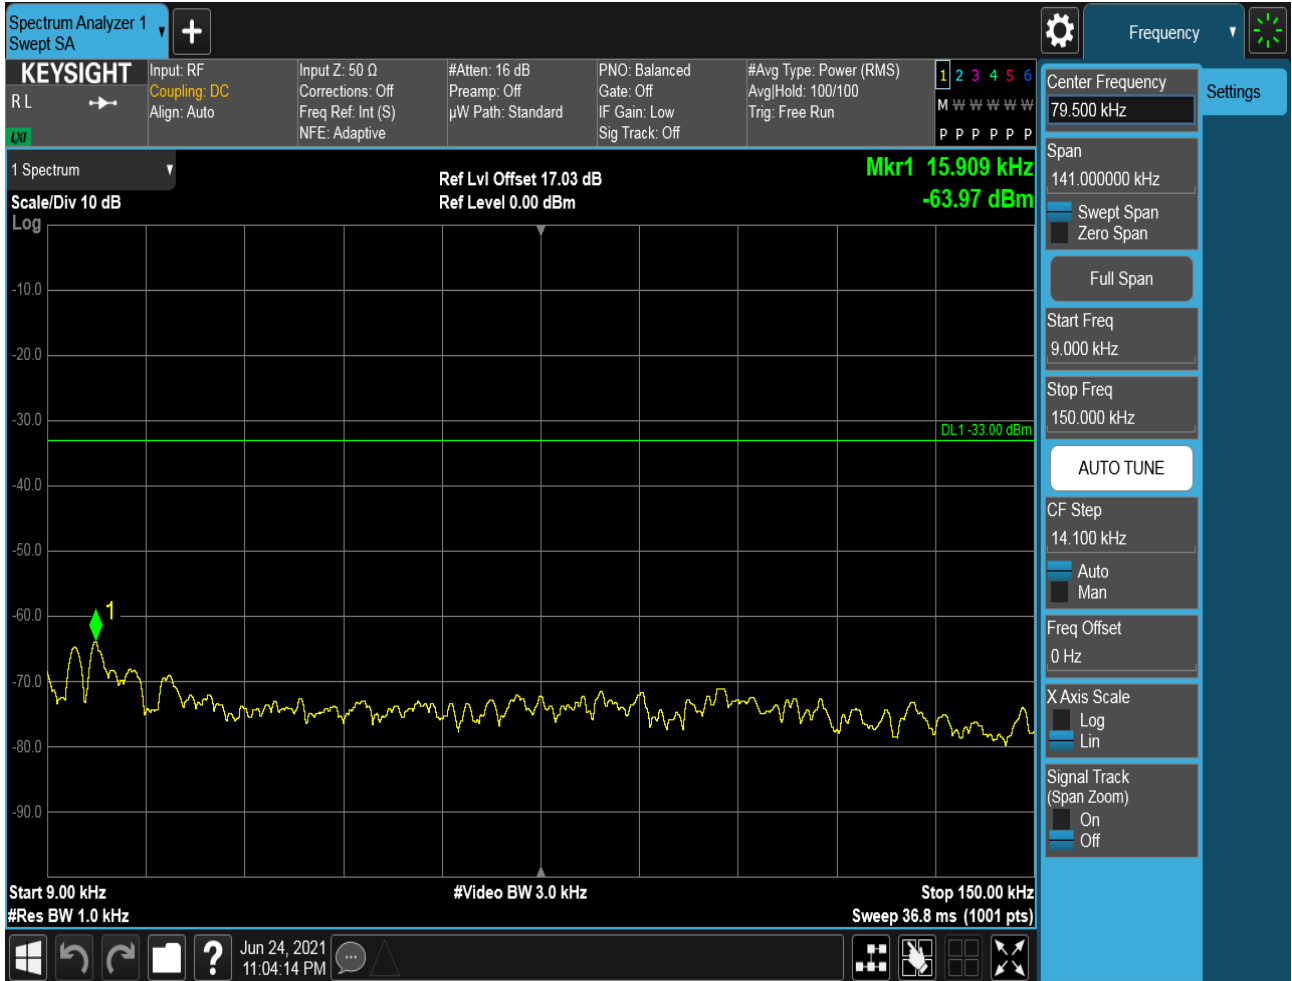 Spectrum Analyzer 1
Swept SA
Frequency
KEYSIGHT
R L
LXI
Input: RF
Coupling: DC
Align: Auto
Input Z: 50 Ω
Corrections: Off
Freq Ref: Int (S)
NFE: Adaptive
#Atten: 16 dB
Preamp: Off
µW Path: Standard
PNO: Balanced
Gate: Off
IF Gain: Low
Sig Track: Off
#Avg Type: Power (RMS)
Avg|Hold: 100/100
Trig: Free Run
1 2 3 4 5 6
M W W W W W
P P P P P P
1 Spectrum
Scale/Div 10 dB
Log
Ref Lvl Offset 17.03 dB
Ref Level 0.00 dBm
Mkr1 15.909 kHz
-63.97 dBm
-10.0
-20.0
-30.0
DL1 -33.00 dBm
-40.0
-50.0
-60.0
1
-70.0
-80.0
-90.0
Start 9.00 kHz
#Video BW 3.0 kHz
Stop 150.00 kHz
#Res BW 1.0 kHz
Sweep 36.8 ms (1001 pts)
Jun 24, 2021
11:04:14 PM
?
Center Frequency
79.500 kHz
Settings
Span
141.000000 kHz
Swept Span
Zero Span
Full Span
Start Freq
9.000 kHz
Stop Freq
150.000 kHz
AUTO TUNE
CF Step
14.100 kHz
Auto
Man
Freq Offset
0 Hz
X Axis Scale
Log
Lin
Signal Track
(Span Zoom)
On
Off